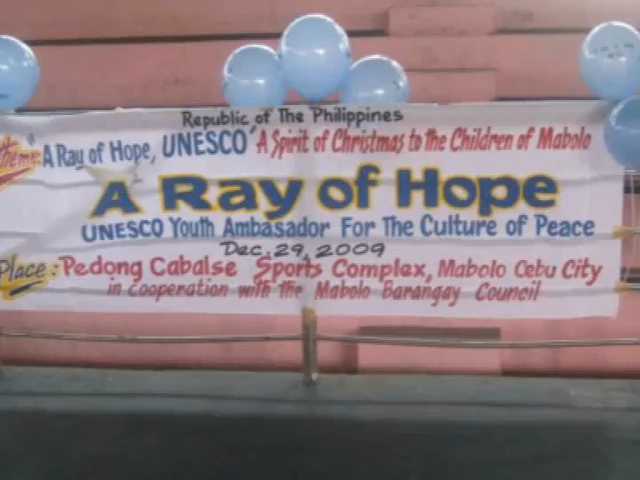 Republic of The Philippines
Theme: "A Ray of Hope, UNESCO" A Spirit of Christmas to the Children of Mabolo
A Ray of Hope
UNESCO Youth Ambasador For The Culture of Peace
Dec. 29, 2009
Place: Pedong Cabalse Sports Complex, Mabolo Cebu City
in cooperation with the Mabolo Barangay Council